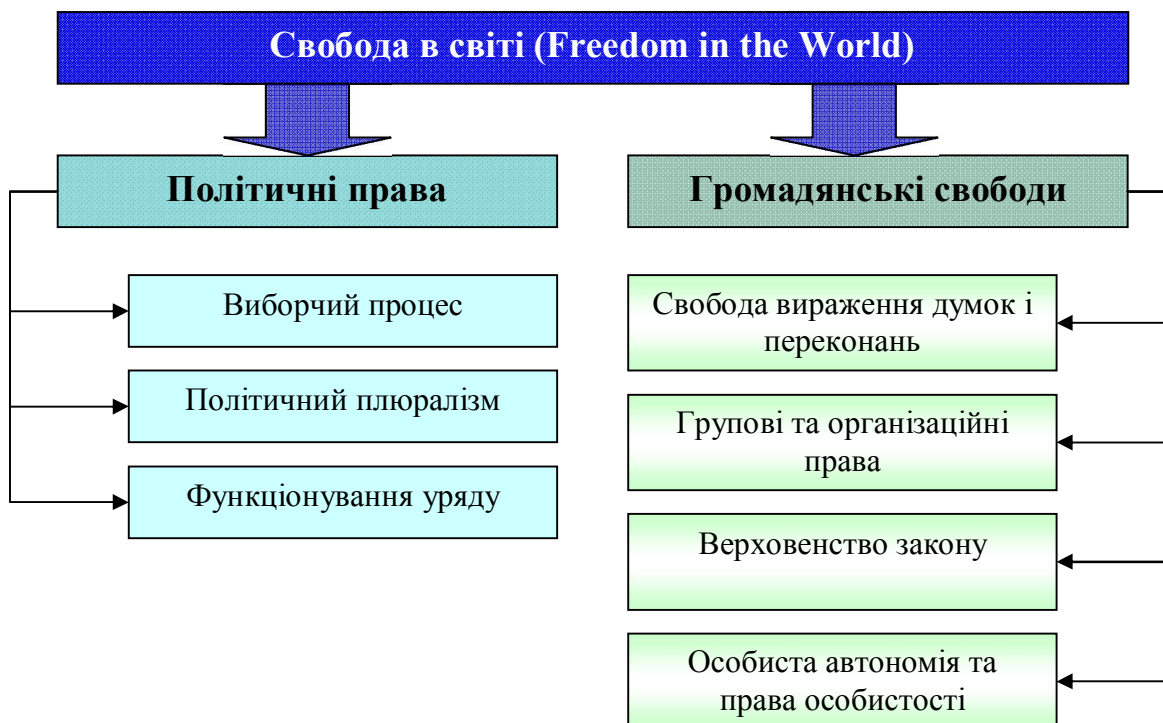 Свобода в світі (Freedom in the World)
Політичні права
Громадянські свободи
Виборчий процес
Політичний плюралізм
Функціонування уряду
Свобода вираження думок і
переконань
Групові та організаційні
права
Верховенство закону
Особиста автономія та
права особистості